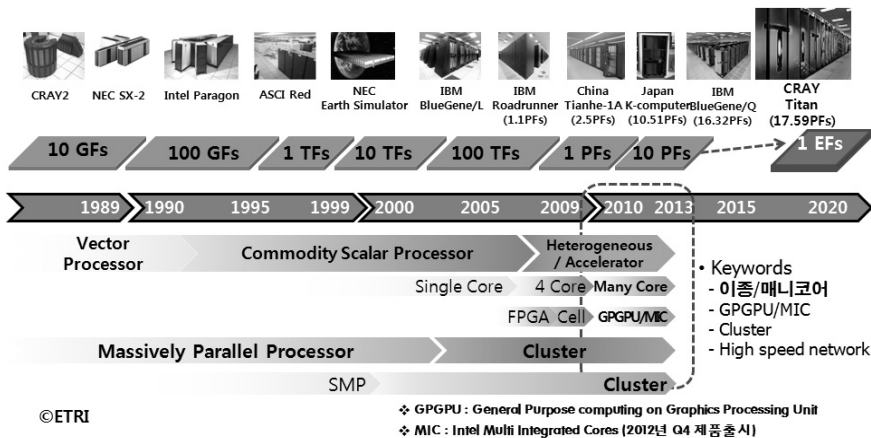 CRAY2
NEC SX-2
Intel Paragon
ASCI Red
NEC
Earth Simulator
IBM
BlueGene/L
IBM
Roadrunner
(1.1PFs)
China
Tianhe-1A
(2.5PFs)
Japan
K-computer
(10.51PFs)
IBM
BlueGene/Q
(16.32PFs)
CRAY
Titan
(17.59PFs)
10 GFs
100 GFs
1 TFs
10 TFs
100 TFs
1 PFs
10 PFs
1 EFs
1989
1990
1995
1999
2000
2005
2009
2010
2013
2015
2020
Vector
Processor
Commodity Scalar Processor
Heterogeneous
/ Accelerator
Single Core
4 Core
Many Core
FPGA Cell
GPGPU/MIC
Massively Parallel Processor
Cluster
SMP
Cluster
• Keywords
- 이종/매니코어
- GPGPU/MIC
- Cluster
- High speed network
©ETRI
❖ GPGPU : General Purpose computing on Graphics Processing Unit
❖ MIC : Intel Multi Integrated Cores (2012년 Q4 제품출시)